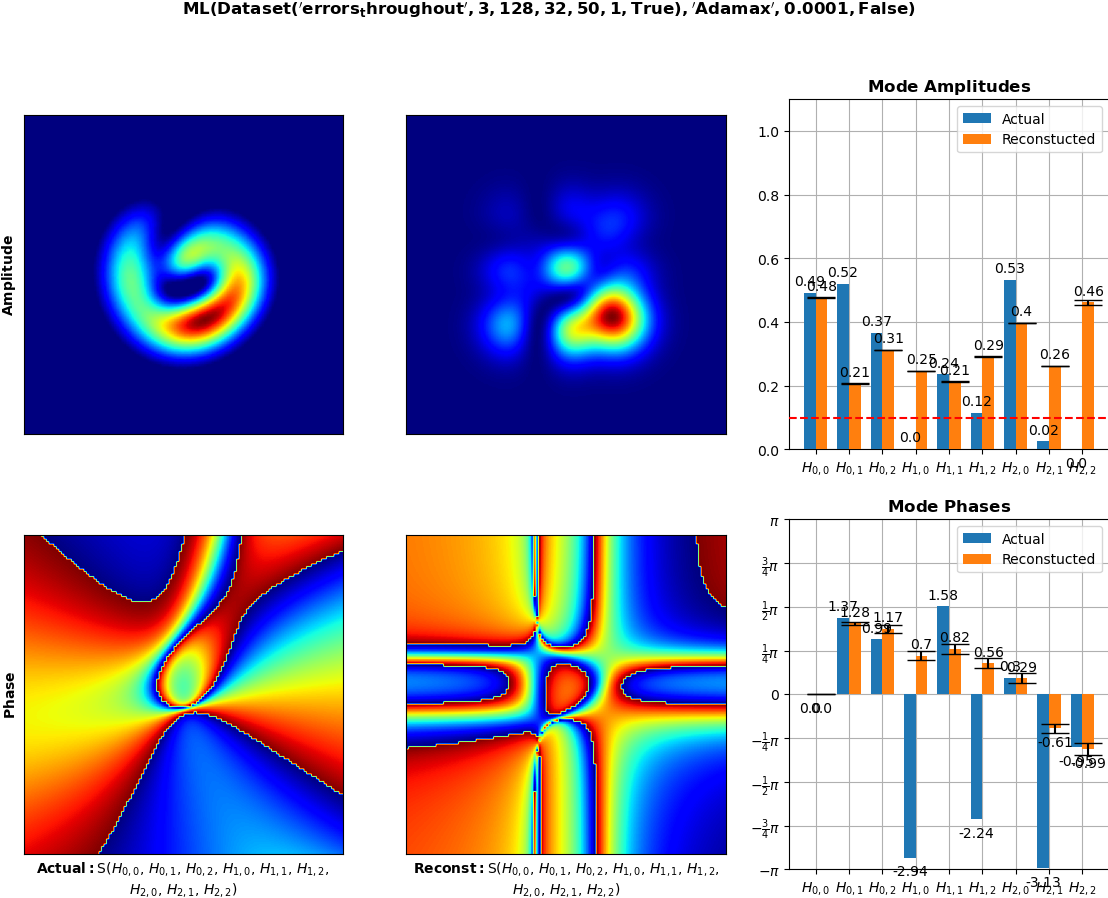 ML(Dataset('errors_throughout', 3, 128, 32, 50, 1, True), 'Adamax', 0.0001, False)
Amplitude
Mode Amplitudes
Actual
Reconstucted
1.0
0.8
0.6
0.4
0.2
0.0
0.49 0.48 0.52 0.21 0.37 0.31 0.0 0.25 0.24 0.21 0.12 0.29 0.53 0.4 0.02 0.26 0.0 0.46
H0,0 H0,1 H0,2 H1,0 H1,1 H1,2 H2,0 H2,1 H2,2
Phase
Mode Phases
Actual
Reconstucted
π
3/4π
1/2π
1/4π
0
−1/4π
−1/2π
−3/4π
−π
0.0 0.0 1.37 1.28 0.99 1.17 -2.94 0.7 1.58 0.82 -2.24 0.56 0.3 0.29 -3.13 -0.61 -0.95 -0.99
H0,0 H0,1 H0,2 H1,0 H1,1 H1,2 H2,0 H2,1 H2,2
Actual: S(H0,0, H0,1, H0,2, H1,0, H1,1, H1,2,
H2,0, H2,1, H2,2)
Reconst: S(H0,0, H0,1, H0,2, H1,0, H1,1, H1,2,
H2,0, H2,1, H2,2)